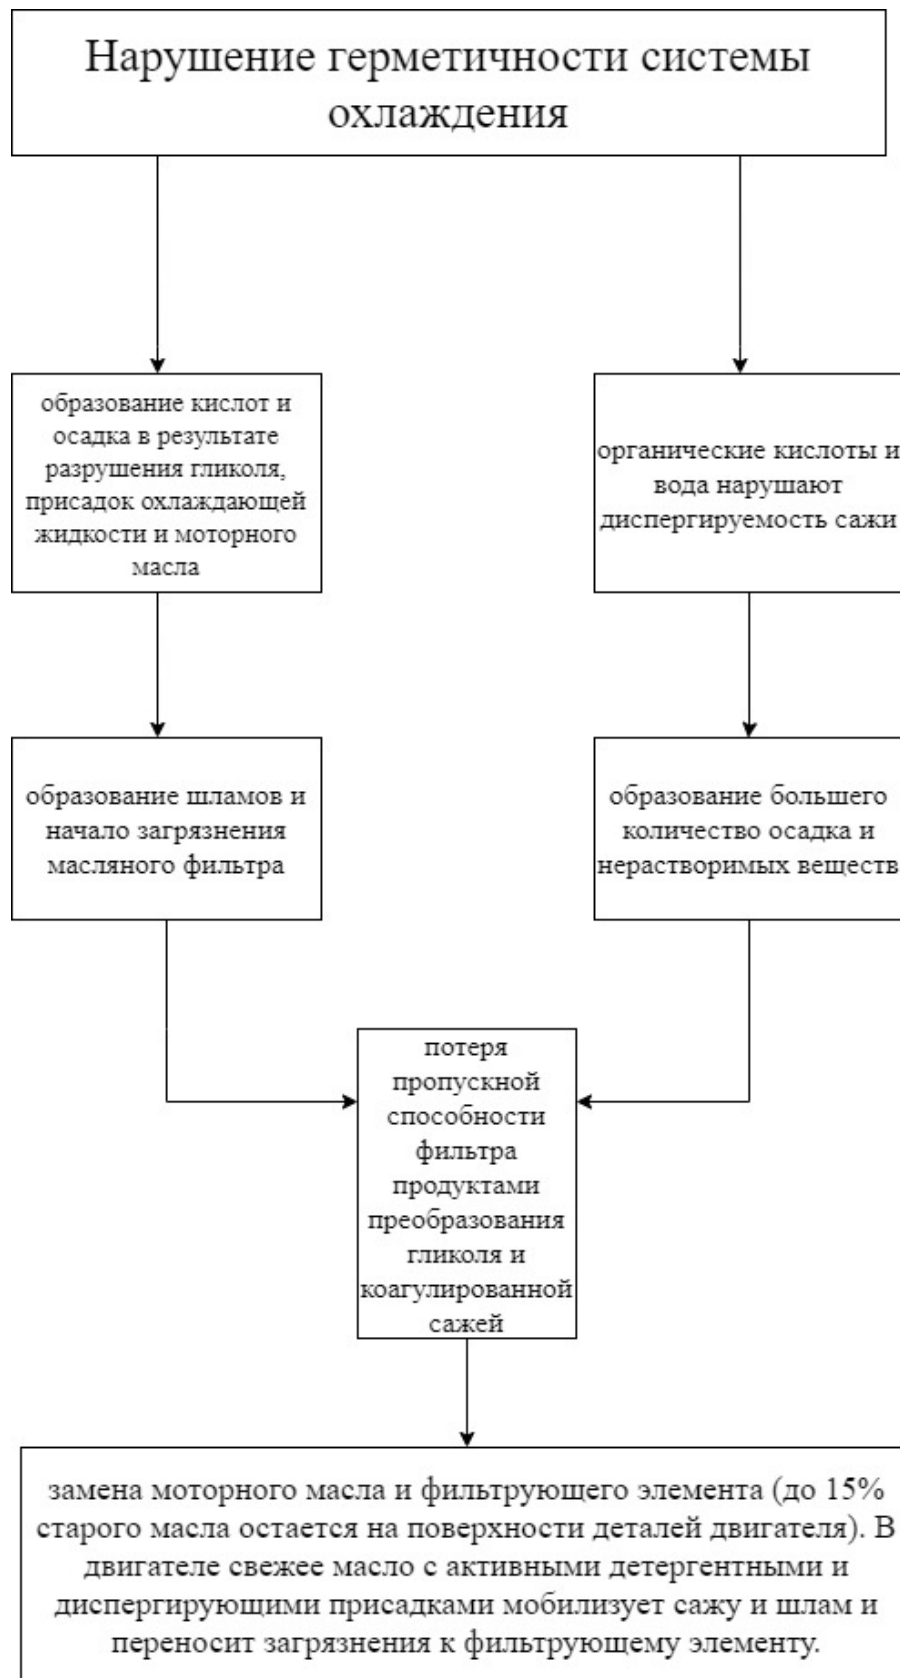 Нарушение герметичности системы
охлаждения
образование кислот и
осадка в результате
разрушения гликоля,
присадок охлаждающей
жидкости и моторного
масла
органические кислоты и
вода нарушают
диспергируемость сажи
образование шламов и
начало загрязнения
масляного фильтра
образование большего
количество осадка и
нерастворимых веществ
потеря
пропускной
способности
фильтра
продуктами
преобразования
гликоля и
коагулированной
сажей
замена моторного масла и фильтрующего элемента (до 15%
старого масла остается на поверхности деталей двигателя). В
двигателе свежее масло с активными детергентными и
диспергирующими присадками мобилизует сажу и шлам и
переносит загрязнения к фильтрующему элементу.